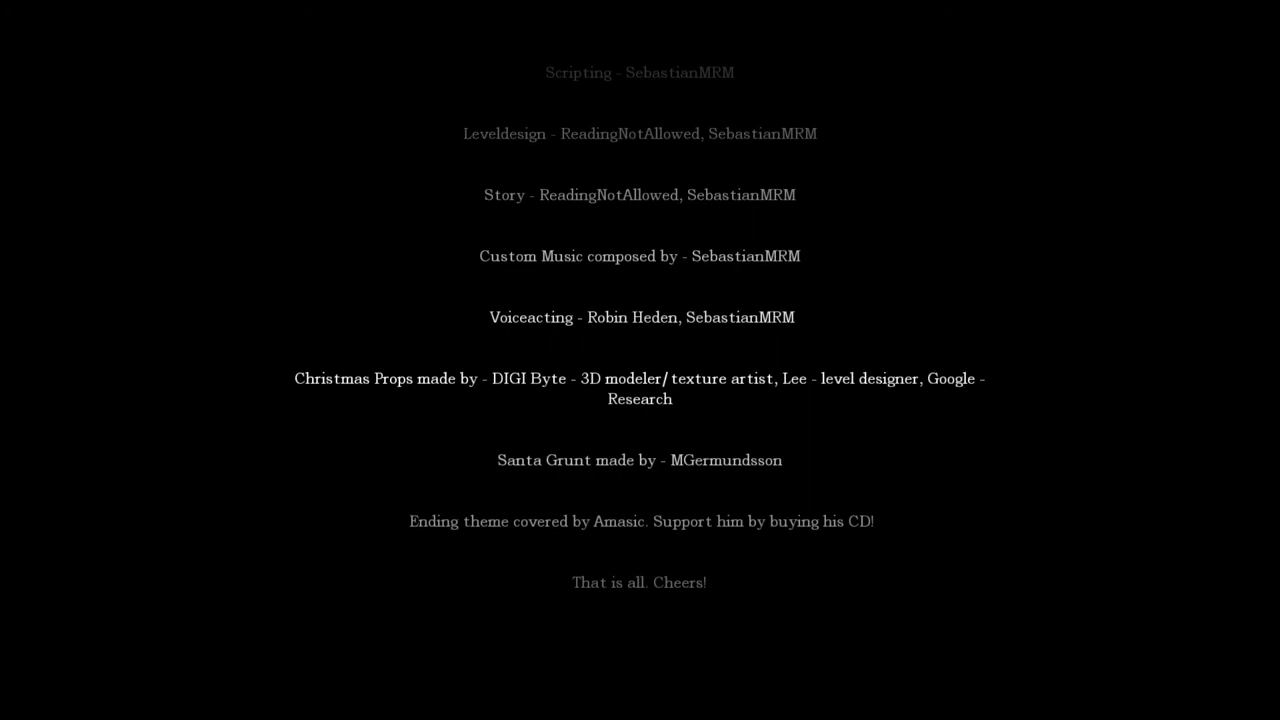 Scripting - SebastianMRM
Leveldesign - ReadingNotAllowed, SebastianMRM
Story - ReadingNotAllowed, SebastianMRM
Custom Music composed by - SebastianMRM
Voiceacting - Robin Heden, SebastianMRM
Christmas Props made by - DIGI Byte - 3D modeler/ texture artist, Lee - level designer, Google -
Research
Santa Grunt made by - MGermundsson
Ending theme covered by Amasic. Support him by buying his CD!
That is all. Cheers!